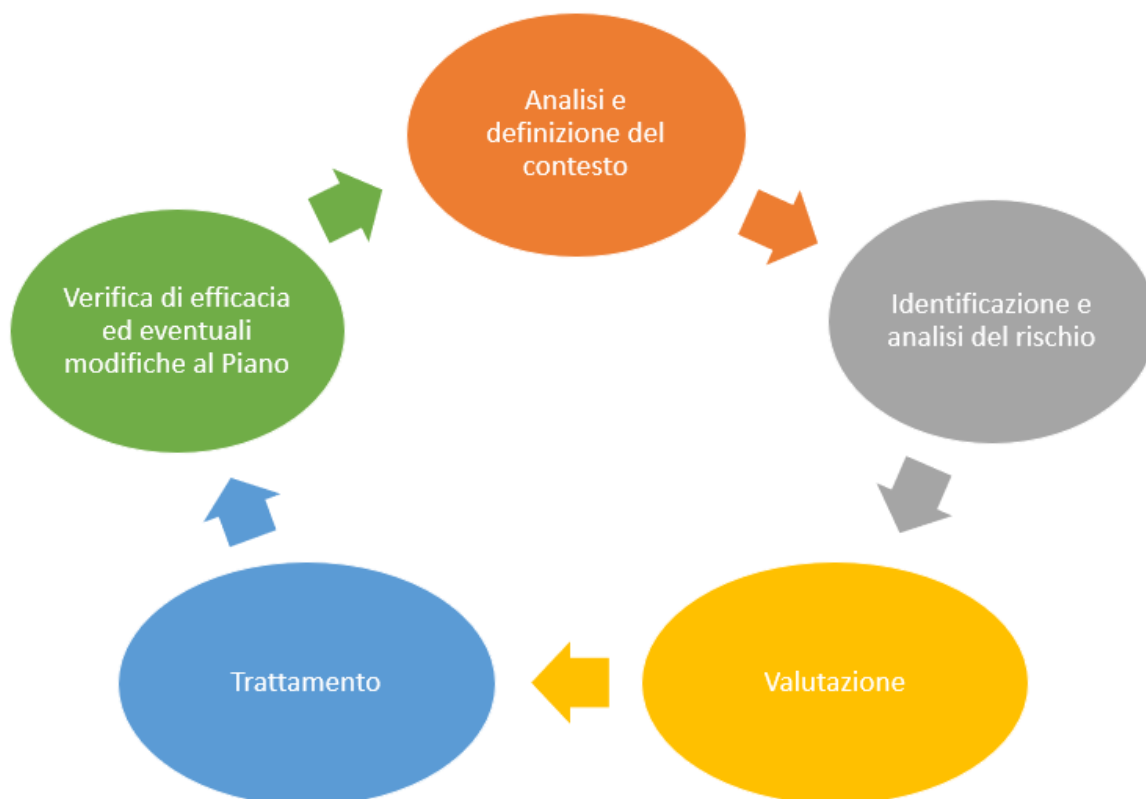 Analisi e
definizione del
contesto
Identificazione e
analisi del rischio
Valutazione
Trattamento
Verifica di efficacia
ed eventuali
modifiche al Piano